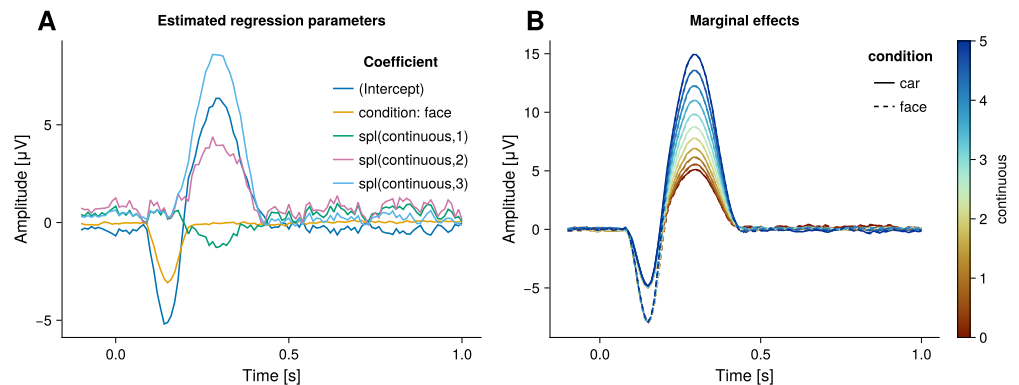 A
Estimated regression parameters
Coefficient
(Intercept)
condition: face
spl(continuous,1)
spl(continuous,2)
spl(continuous,3)
5
0
−5
Amplitude [µV]
0.0
0.5
1.0
Time [s]
B
Marginal effects
condition
car
face
15
10
5
0
−5
Amplitude [µV]
0.0
0.5
1.0
Time [s]
5
4
3
2
1
0
continuous